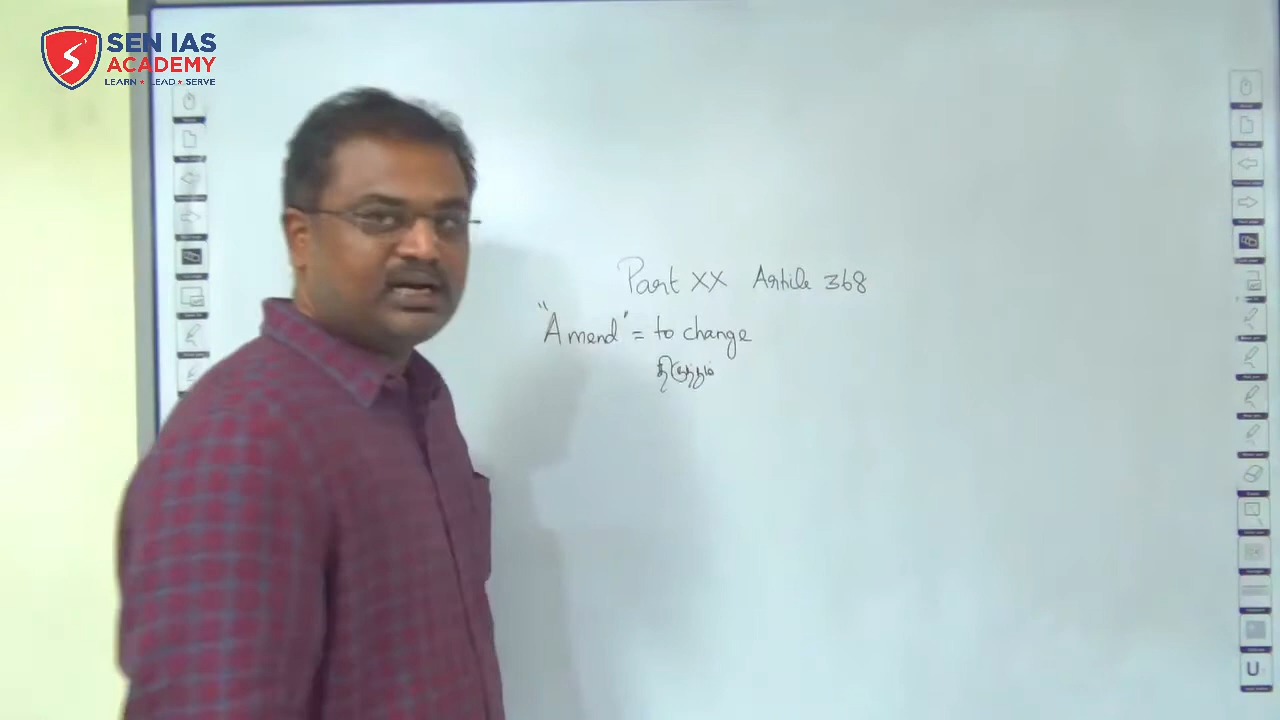 SEN IAS
ACADEMY
LEARN ★ LEAD ★ SERVE
Part XX Article 368
"Amend" = to change
திருத்தம்
U